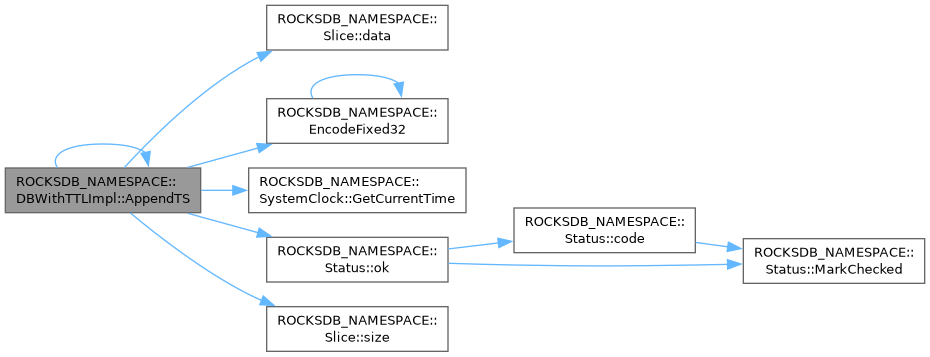 ROCKSDB_NAMESPACE::
DBWithTTLImpl::AppendTS
ROCKSDB_NAMESPACE::
Slice::data
ROCKSDB_NAMESPACE::
EncodeFixed32
ROCKSDB_NAMESPACE::
SystemClock::GetCurrentTime
ROCKSDB_NAMESPACE::
Status::ok
ROCKSDB_NAMESPACE::
Slice::size
ROCKSDB_NAMESPACE::
Status::code
ROCKSDB_NAMESPACE::
Status::MarkChecked